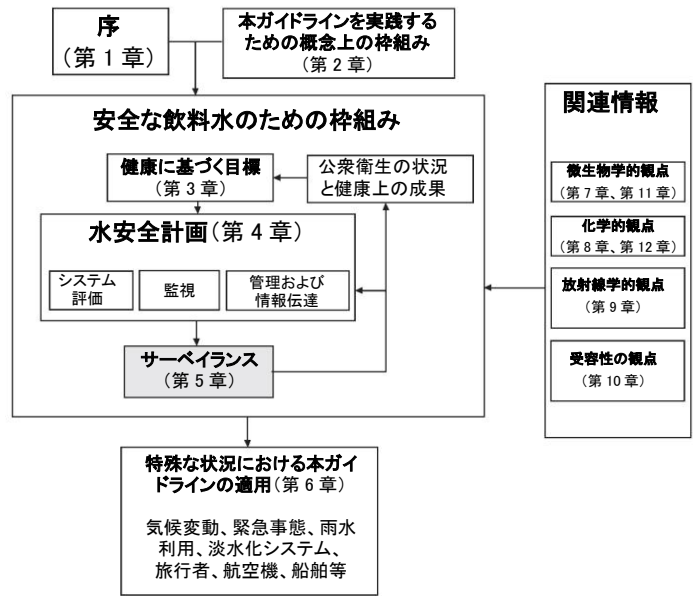 序
(第 1 章)
本ガイドラインを実践する
ための概念上の枠組み
(第 2 章)
安全な飲料水のための枠組み
健康に基づく目標
(第 3 章)
公衆衛生の状況
と健康上の成果
水安全計画(第 4 章)
システム
評価
監視
管理および
情報伝達
サーベイランス
(第 5 章)
関連情報
微生物学的観点
(第 7 章、第 11 章)
化学的観点
(第 8 章、第 12 章)
放射線学的観点
(第 9 章)
受容性の観点
(第 10 章)
特殊な状況における本ガイ
ドラインの適用(第 6 章)
気候変動、緊急事態、雨水
利用、淡水化システム、
旅行者、航空機、船舶等